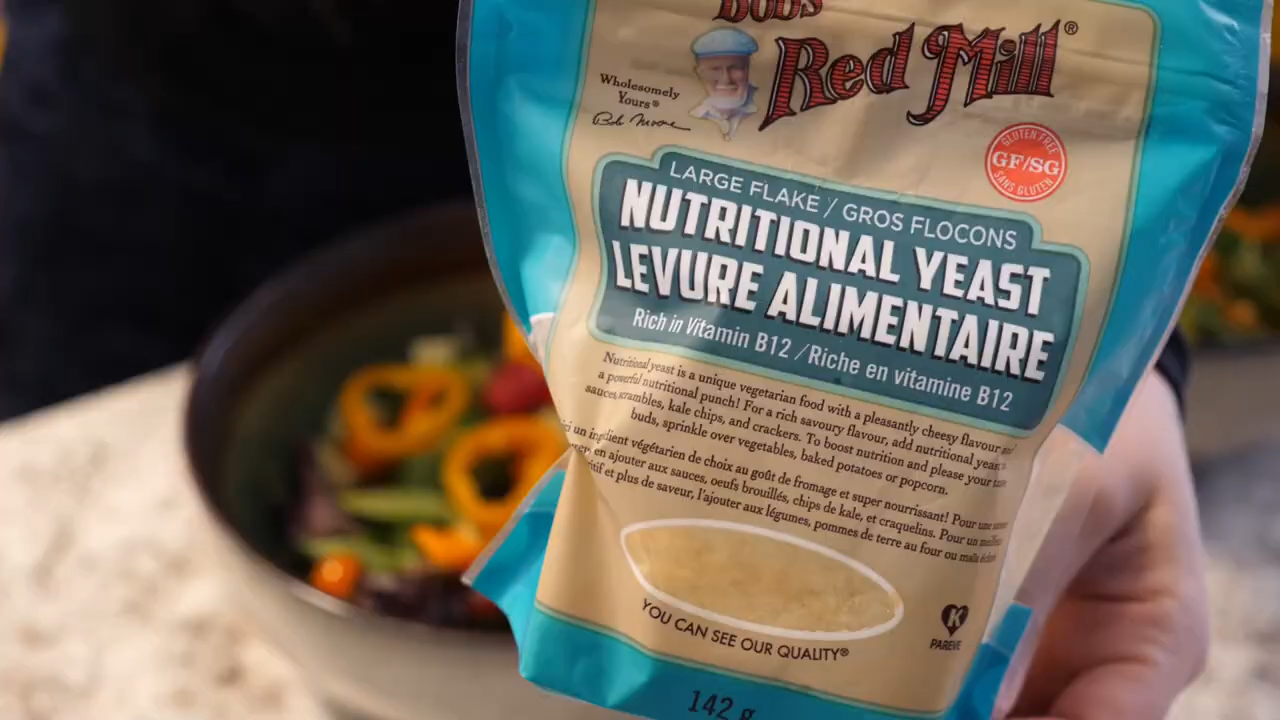 Bob's
Red Mill®
Wholesomely
Yours®
Bob Moore
GLUTEN FREE
GF/SG
SANS GLUTEN
LARGE FLAKE / GROS FLOCONS
NUTRITIONAL YEAST
LEVURE ALIMENTAIRE
Rich in Vitamin B12 / Riche en vitamine B12
Nutritional yeast is a unique vegetarian food with a pleasantly cheesy flavour and
a powerful nutritional punch! For a rich savoury flavour, add nutritional yeast
sauces, scrambles, kale chips, and crackers. To boost nutrition and please your
buds, sprinkle over vegetables, baked potatoes or popcorn.
un ingrédient végétarien de choix au goût de fromage et super nourrissant! Pour une
en ajouter aux sauces, oeufs brouillés, chips de kale, et craquelins. Pour un
et plus de saveur, l'ajouter aux légumes, pommes de terre au four ou maïs
YOU CAN SEE OUR QUALITY®
K
PAREVE
142 g